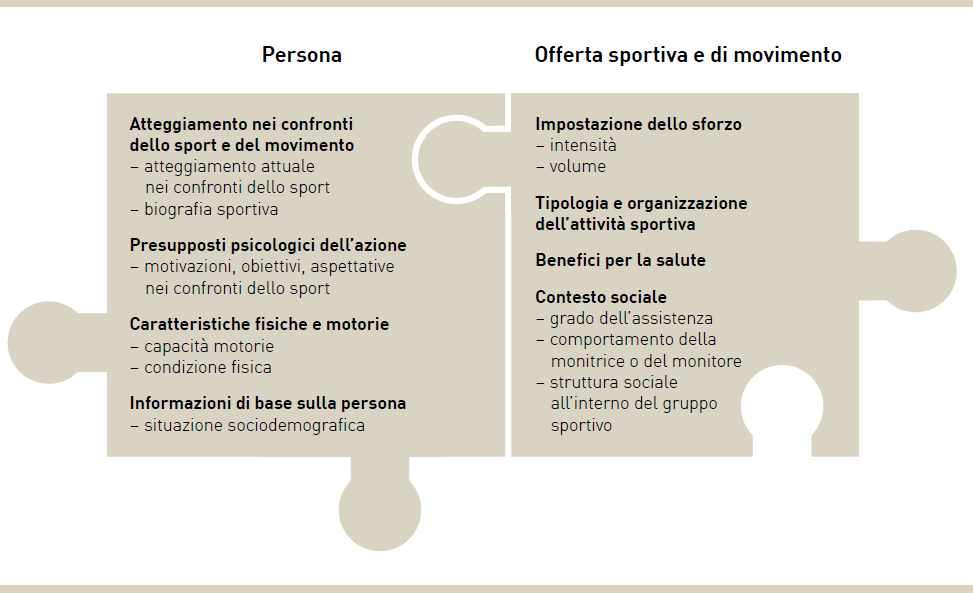 Persona
Atteggiamento nei confronti
dello sport e del movimento
– atteggiamento attuale
nei confronti dello sport
– biografia sportiva
Presupposti psicologici dell’azione
– motivazioni, obiettivi, aspettative
nei confronti dello sport
Caratteristiche fisiche e motorie
– capacità motorie
– condizione fisica
Informazioni di base sulla persona
– situazione sociodemografica
Offerta sportiva e di movimento
Impostazione dello sforzo
– intensità
– volume
Tipologia e organizzazione
dell’attività sportiva
Benefici per la salute
Contesto sociale
– grado dell’assistenza
– comportamento della
monitrice o del monitore
– struttura sociale
all’interno del gruppo
sportivo